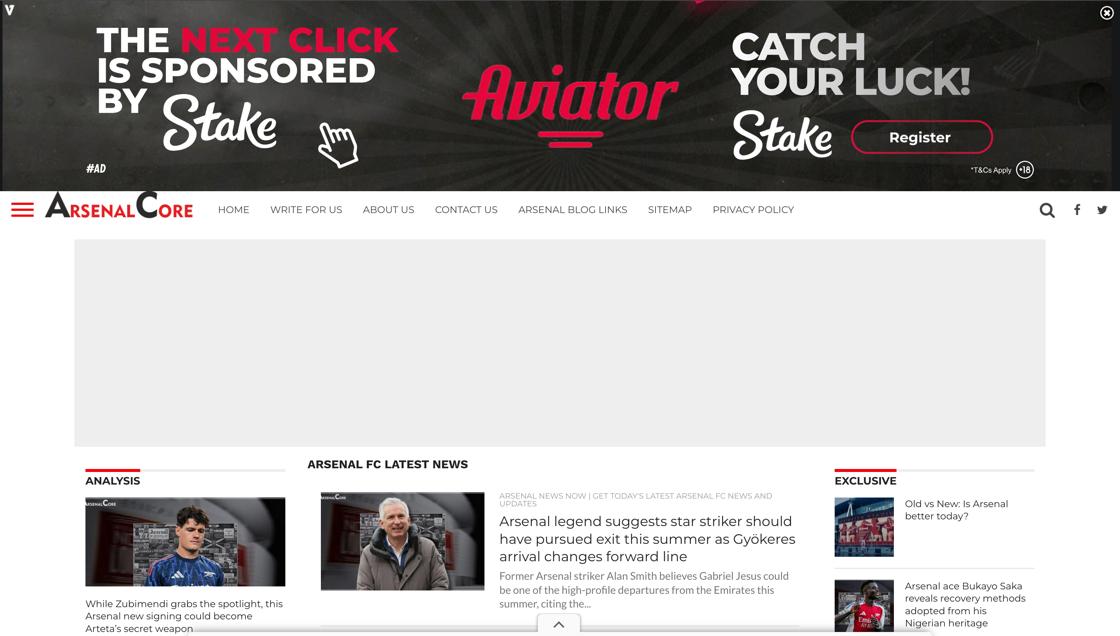 THE NEXT CLICK
IS SPONSORED
BY Stake
#AD
Aviator
CATCH
YOUR LUCK!
Stake Register
*T&Cs Apply +18
ARSENALCORE HOME WRITE FOR US ABOUT US CONTACT US ARSENAL BLOG LINKS SITEMAP PRIVACY POLICY
ANALYSIS
ARSENALCORE
While Zubimendi grabs the spotlight, this
Arsenal new signing could become
Arteta's secret weapon
ARSENAL FC LATEST NEWS
ARSENALCORE
ARSENAL NEWS NOW | GET TODAY'S LATEST ARSENAL FC NEWS AND
UPDATES
Arsenal legend suggests star striker should
have pursued exit this summer as Gyökeres
arrival changes forward line
Former Arsenal striker Alan Smith believes Gabriel Jesus could
be one of the high-profile departures from the Emirates this
summer, citing the...
EXCLUSIVE
Old vs New: Is Arsenal
better today?
Arsenal ace Bukayo Saka
reveals recovery methods
adopted from his
Nigerian heritage